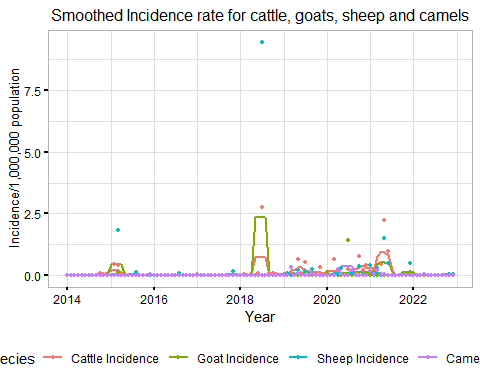 Smoothed Incidence rate for cattle, goats, sheep and camels
Incidence/1,000,000 population
7.5
5.0
2.5
0.0
2014 2016 2018 2020 2022
Year
ecies Cattle Incidence Goat Incidence Sheep Incidence Came